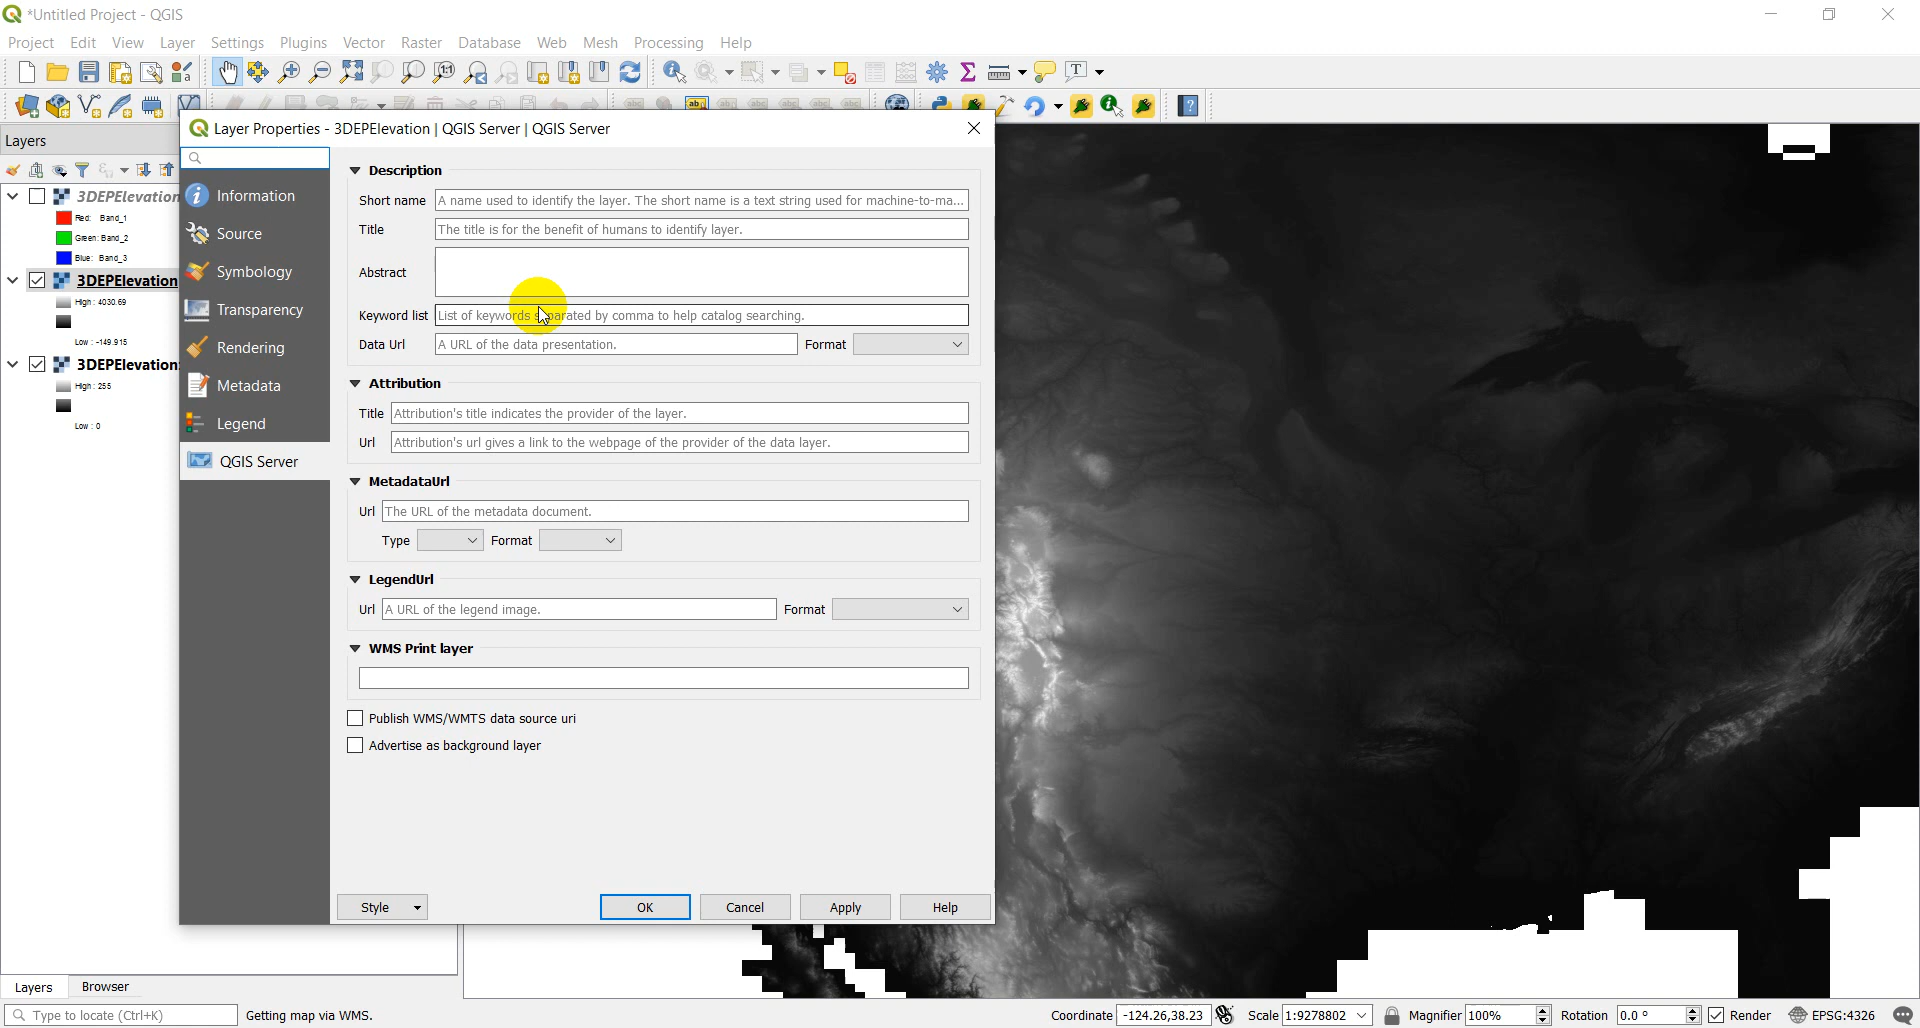 *Untitled Project - QGIS
Project Edit View Layer Settings Plugins Vector Raster Database Web Mesh Processing Help
Layers
3DEPElevation
Red: Band_1
Green: Band_2
Blue: Band_3
3DEPElevation
High : 4030.69
Low : -149.915
3DEPElevation:
High : 255
Low : 0
Layer Properties - 3DEPElevation | QGIS Server | QGIS Server
Information
Source
Symbology
Transparency
Rendering
Metadata
Legend
QGIS Server
Description
Short name A name used to identify the layer. The short name is a text string used for machine-to-ma...
Title The title is for the benefit of humans to identify layer.
Abstract
Keyword list List of keywords separated by comma to help catalog searching.
Data Url A URL of the data presentation. Format
Attribution
Title Attribution's title indicates the provider of the layer.
Url Attribution's url gives a link to the webpage of the provider of the data layer.
MetadataUrl
Url The URL of the metadata document.
Type Format
LegendUrl
Url A URL of the legend image. Format
WMS Print layer
Publish WMS/WMTS data source uri
Advertise as background layer
Style OK Cancel Apply Help
Layers Browser
Type to locate (Ctrl+K) Getting map via WMS. Coordinate -124.26,38.23 Scale 1:9278802 Magnifier 100% Rotation 0.0 ° Render EPSG:4326